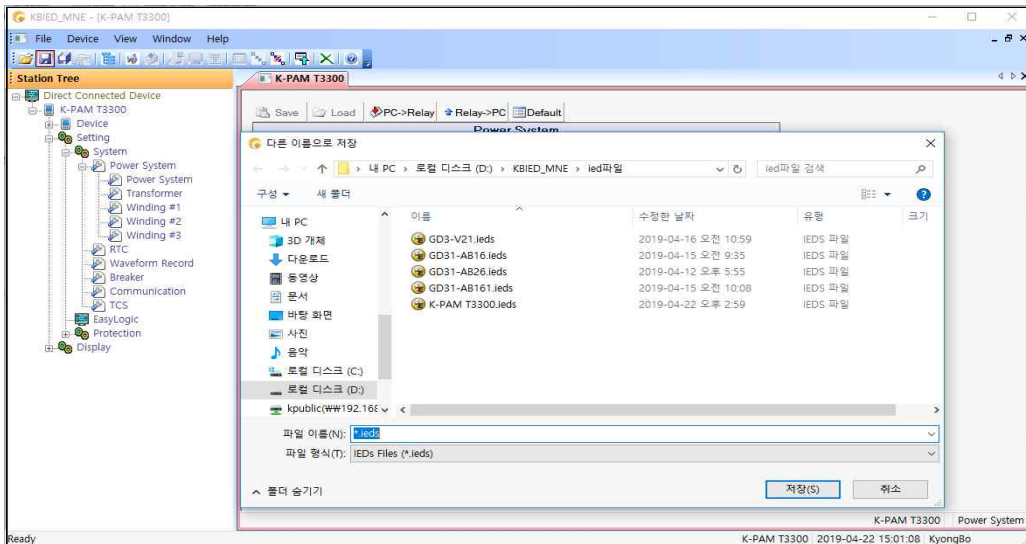 KBIED_MNE - [K-PAM T3300]
File Device View Window Help
Station Tree
K-PAM T3300
Direct Connected Device
K-PAM T3300
Device
Setting
System
Power System
Power System
Transformer
Winding #1
Winding #2
Winding #3
RTC
Waveform Record
Breaker
Communication
TCS
EasyLogic
Protection
Display
Save Load PC->Relay Relay->PC Default
Power System
다른 이름으로 저장
내 PC > 로컬 디스크 (D:) > KBIED_MNE > ied파일
ied파일 검색
구성 새 폴더
내 PC
3D 개체
다운로드
동영상
문서
바탕 화면
사진
음악
로컬 디스크 (C:)
로컬 디스크 (D:)
kpublic(₩₩192.168
이름 수정한 날짜 유형 크기
GD3-V21.ieds 2019-04-16 오전 10:59 IEDS 파일
GD31-AB16.ieds 2019-04-15 오전 9:35 IEDS 파일
GD31-AB26.ieds 2019-04-12 오후 5:55 IEDS 파일
GD31-AB161.ieds 2019-04-15 오전 10:08 IEDS 파일
K-PAM T3300.ieds 2019-04-22 오후 2:59 IEDS 파일
파일 이름(N): *.ieds
파일 형식(T): IEDs Files (*.ieds)
폴더 숨기기
저장(S) 취소
K-PAM T3300 Power System
Ready
K-PAM T3300 2019-04-22 15:01:08 KyongBo